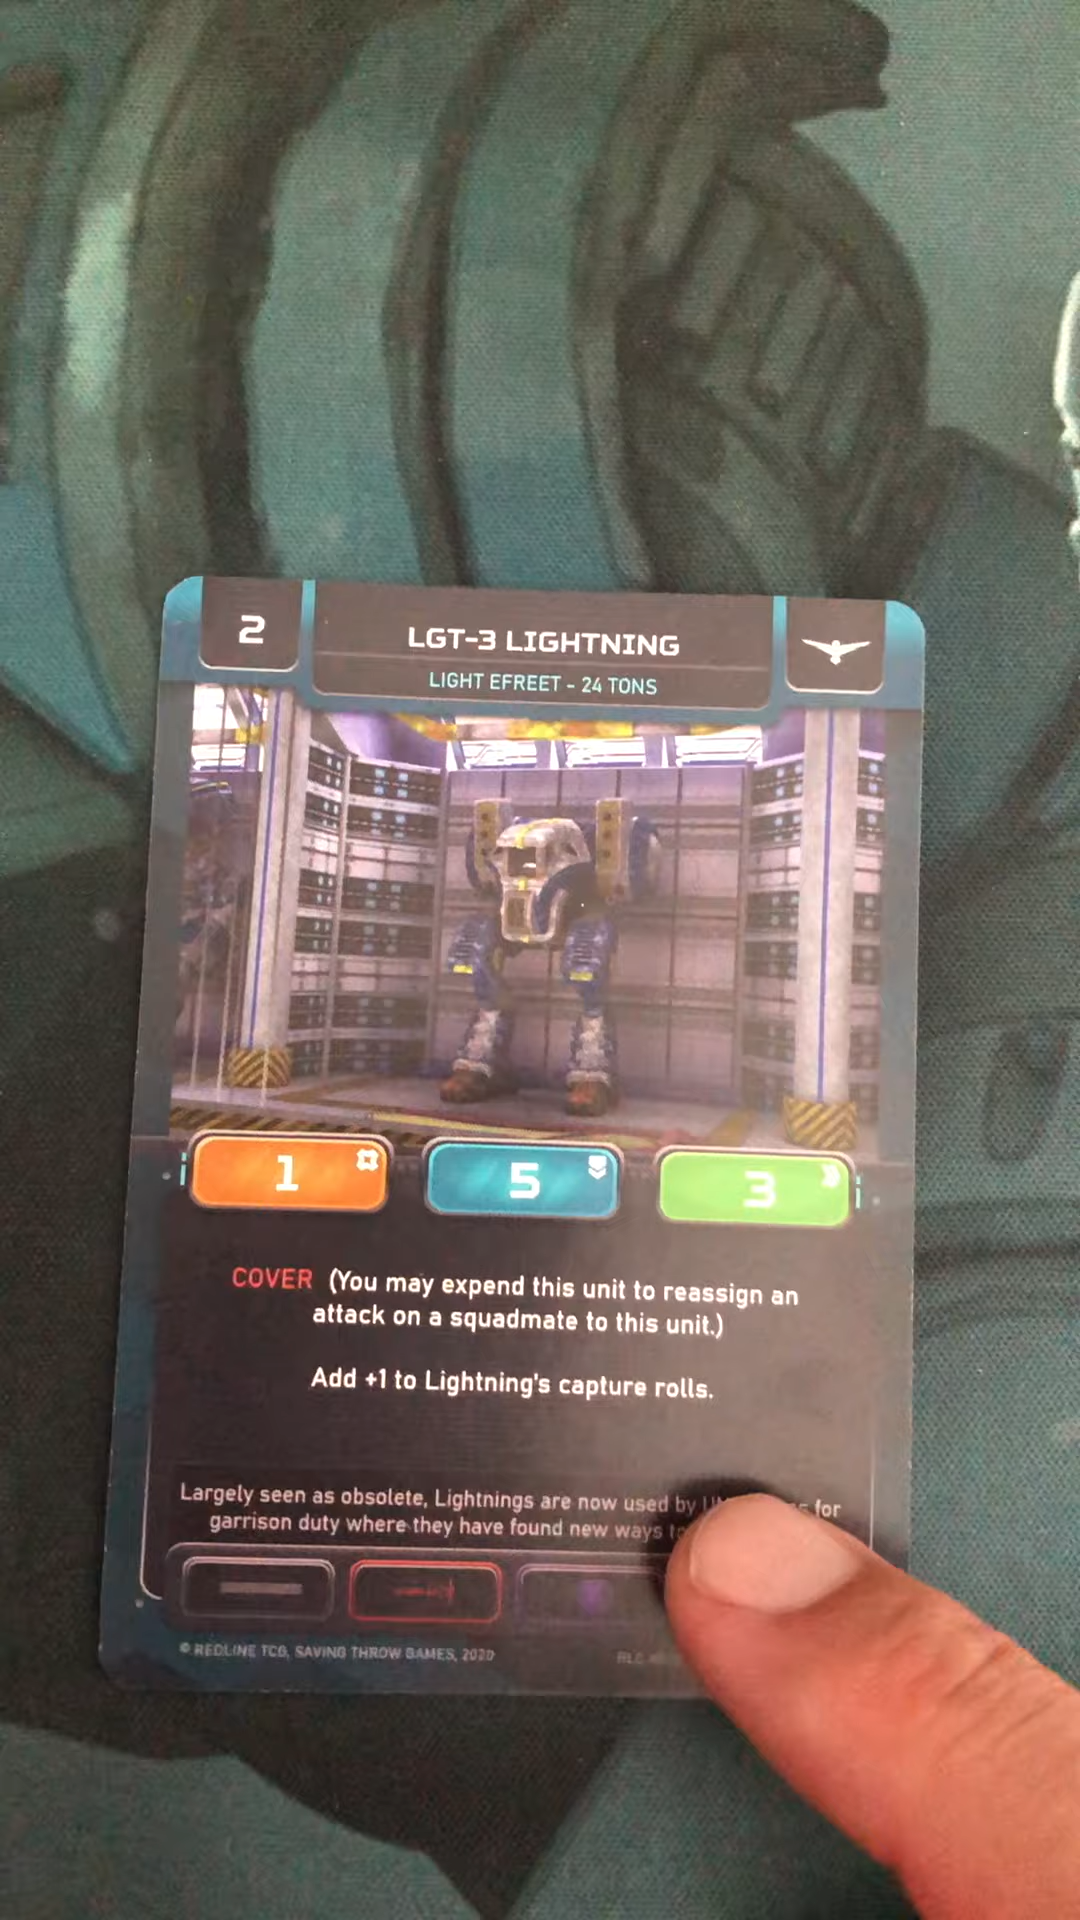 2
LGT-3 LIGHTNING
LIGHT EFREET - 24 TONS
1
5
3
COVER (You may expend this unit to reassign an
attack on a squadmate to this unit.)
Add +1 to Lightning's capture rolls.
Largely seen as obsolete, Lightnings are now used by for
garrison duty where they have found new ways to
© REDLINE TCG, SAVING THROW GAMES, 2020